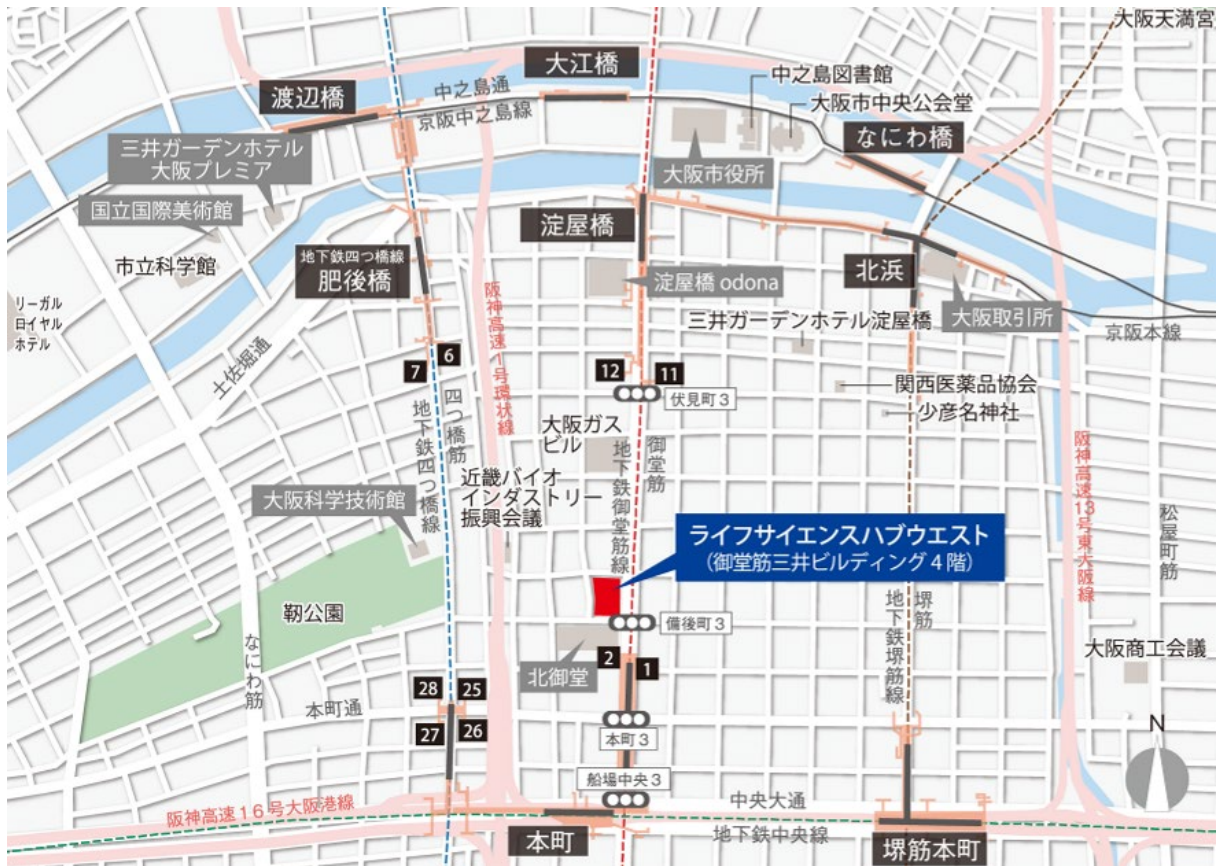 大阪天満宮
大江橋
中之島図書館
渡辺橋
中之島通
京阪中之島線
大阪市中央公会堂
なにわ橋
三井ガーデンホテル
大阪プレミア
大阪市役所
国立国際美術館
淀屋橋
地下鉄四つ橋線
肥後橋
市立科学館
北浜
淀屋橋 odona
大阪取引所
リーガル
ロイヤル
ホテル
三井ガーデンホテル淀屋橋
京阪本線
土佐堀通
阪神高速1号環状線
7
6
12
11
伏見町3
関西医薬品協会
少彦名神社
四つ橋筋
地下鉄四つ橋線
大阪ガス
ビル
御堂筋
地下鉄御堂筋線
阪神高速13号東大阪線
近畿バイオ
インダストリー
振興会議
大阪科学技術館
松屋町筋
ライフサイエンスハブウエスト
(御堂筋三井ビルディング4階)
靭公園
備後町3
堺筋
地下鉄堺筋線
なにわ筋
北御堂
2
1
大阪商工会議
28
25
本町通
27
26
本町3
N
船場中央3
阪神高速16号大阪港線
中央大通
地下鉄中央線
本町
堺筋本町